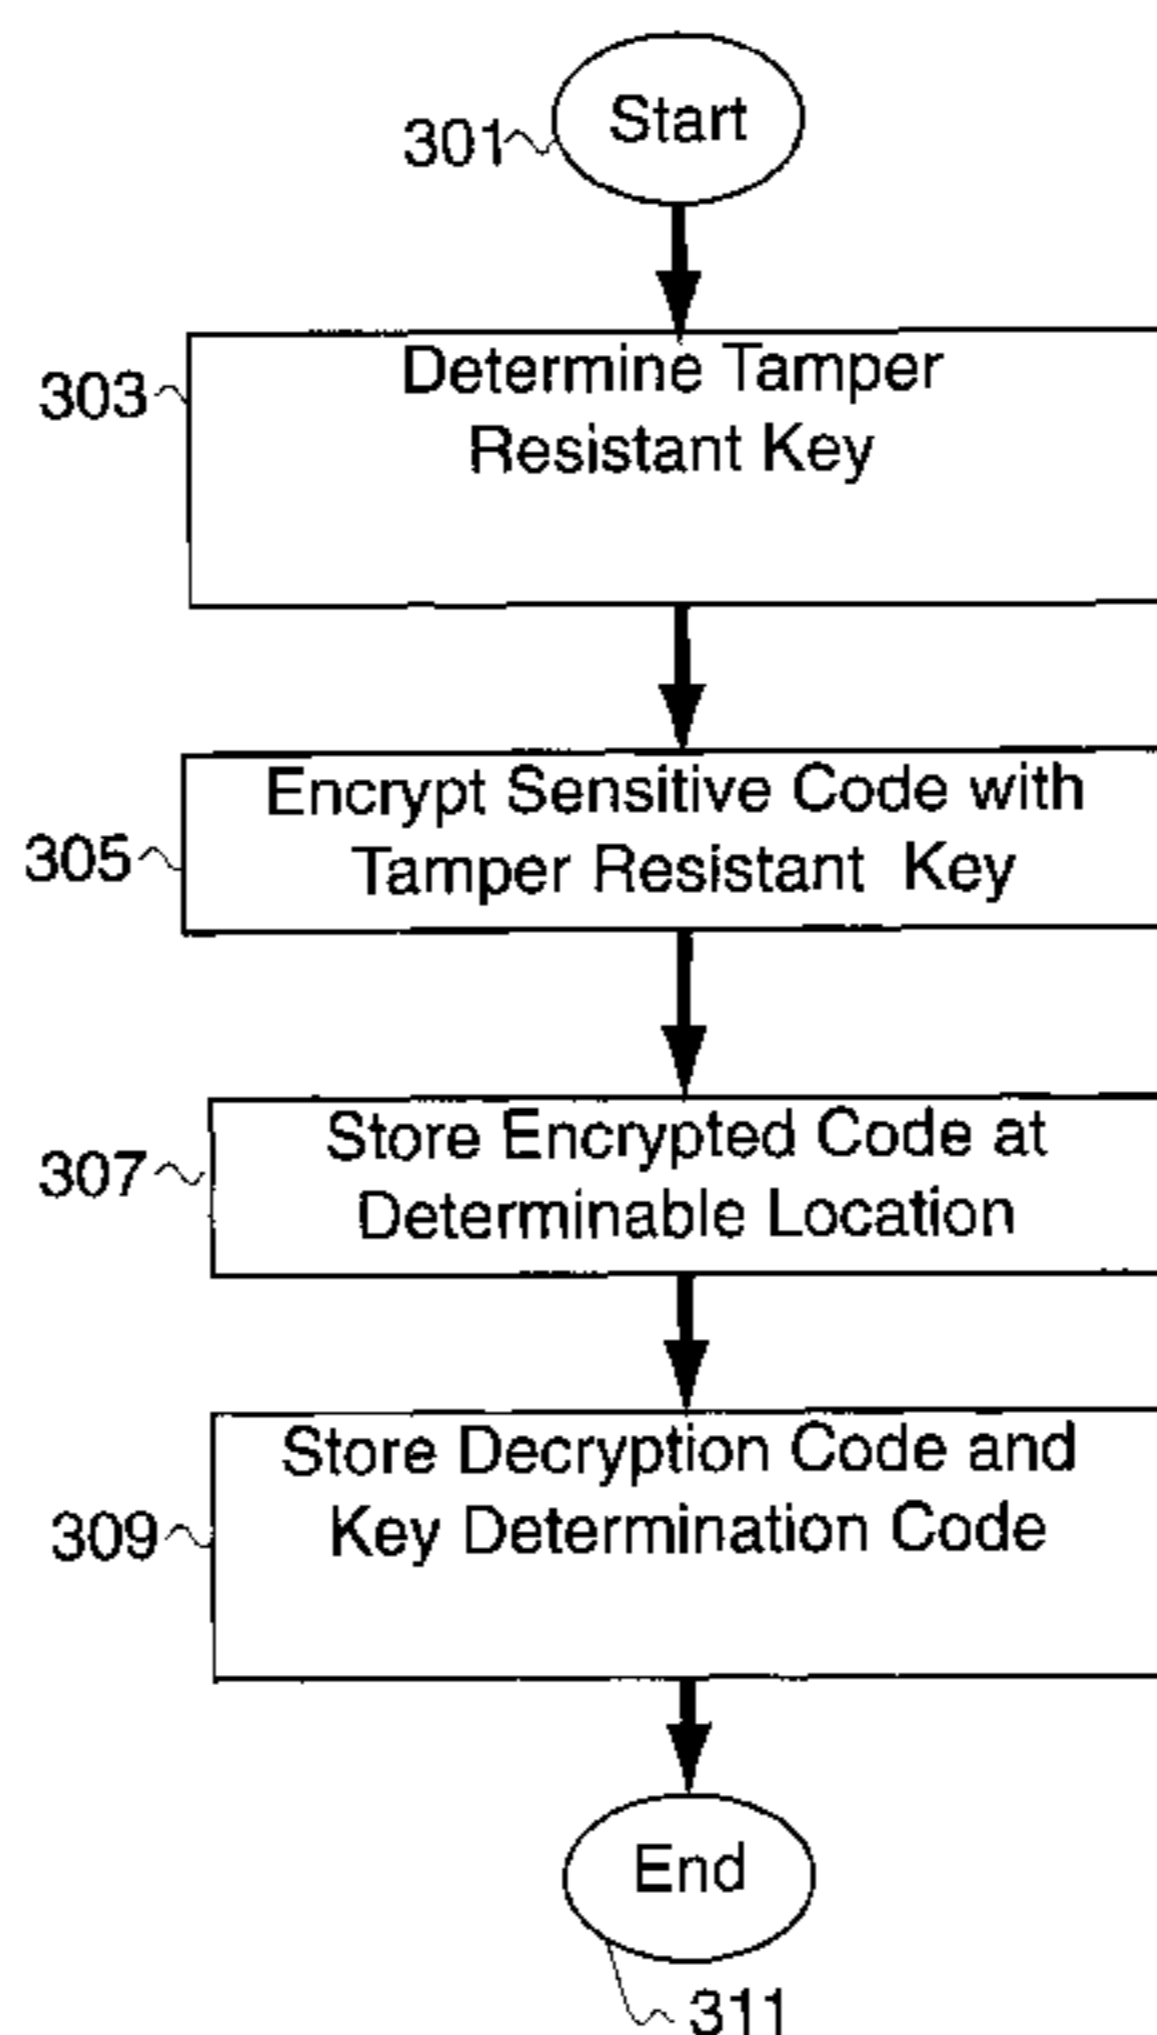 Start
301
Determine Tamper
Resistant Key
303
Encrypt Sensitive Code with
Tamper Resistant Key
305
Store Encrypted Code at
Determinable Location
307
Store Decryption Code and
Key Determination Code
309
End
311